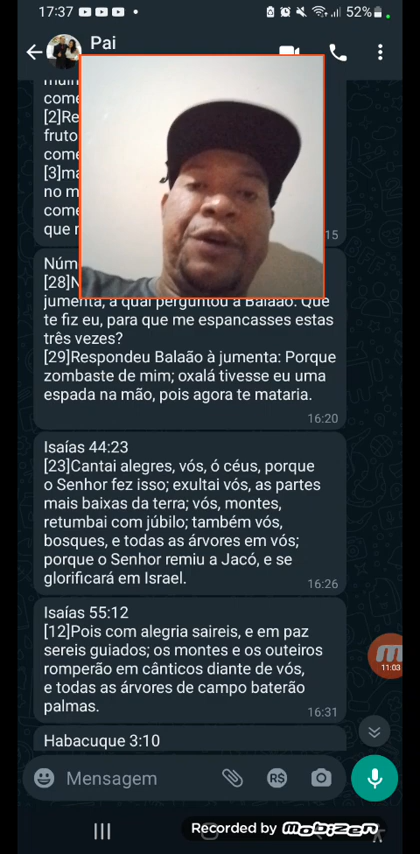 17:37
52%
Pai
come
[2]Re
fruto
come
[3]ma
no m
come
que r
15
Núm
[28]N
jumenta, a qual perguntou a Balaão: Que
te fiz eu, para que me espancasses estas
três vezes?
[29]Respondeu Balaão à jumenta: Porque
zombaste de mim; oxalá tivesse eu uma
espada na mão, pois agora te mataria.
16:20
Isaías 44:23
[23]Cantai alegres, vós, ó céus, porque
o Senhor fez isso; exultai vós, as partes
mais baixas da terra; vós, montes,
retumbai com júbilo; também vós,
bosques, e todas as árvores em vós;
porque o Senhor remiu a Jacó, e se
glorificará em Israel.
16:26
Isaías 55:12
[12]Pois com alegria saireis, e em paz
sereis guiados; os montes e os outeiros
romperão em cânticos diante de vós,
e todas as árvores de campo baterão
palmas.
16:31
11:03
Habacuque 3:10
Mensagem
R$
Recorded by mobizen